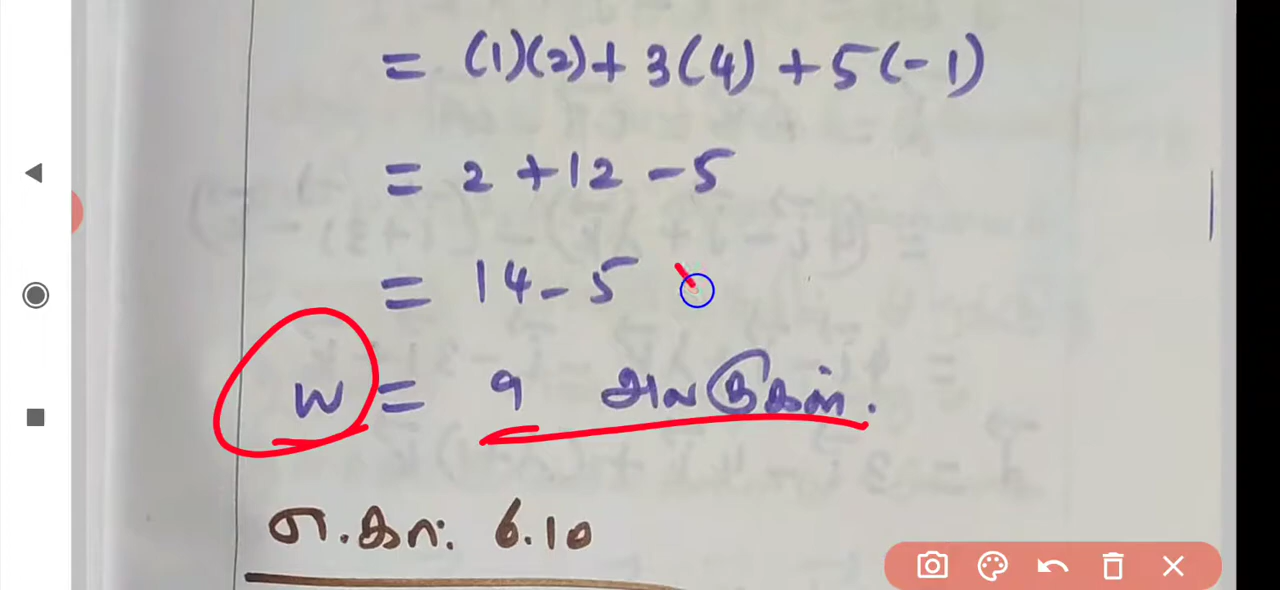 = (1)(2) + 3(4) + 5(-1)
= 2 + 12 - 5
= 14 - 5
W = 9 அலகுகள்.
எ.கா: 6.10